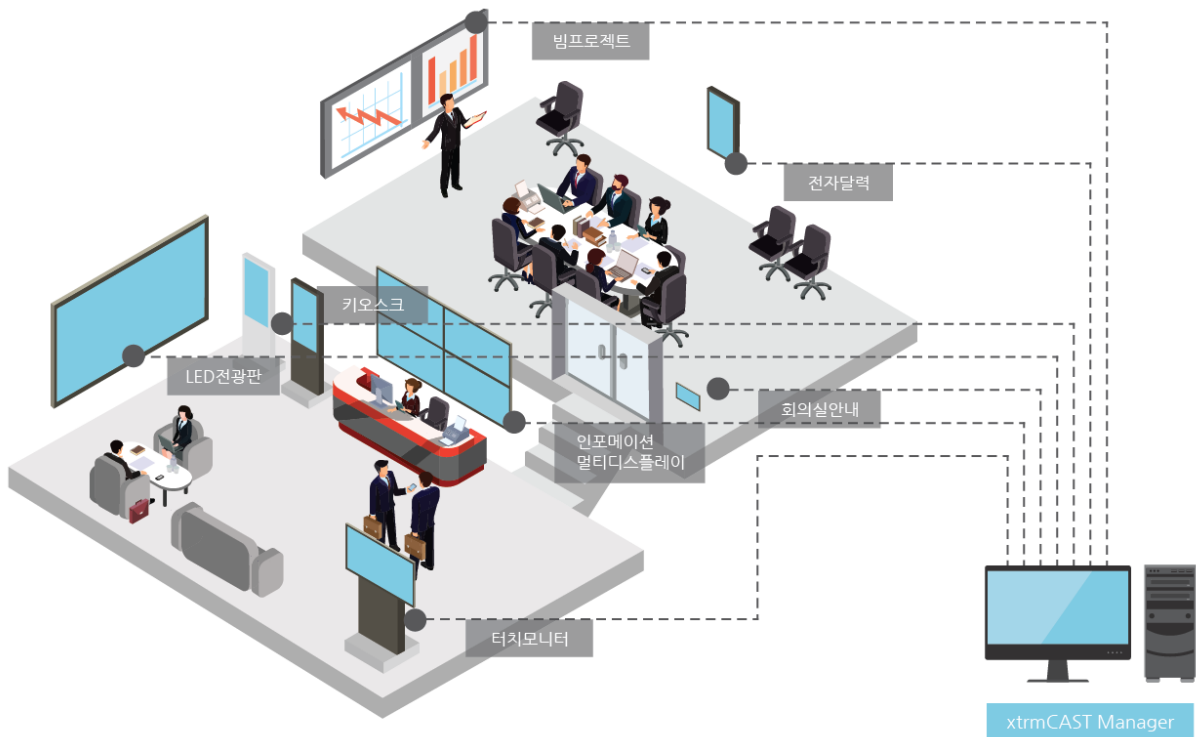 빔프로젝트
전자달력
키오스크
LED전광판
회의실안내
인포메이션
멀티디스플레이
터치모니터
xtrmCAST Manager